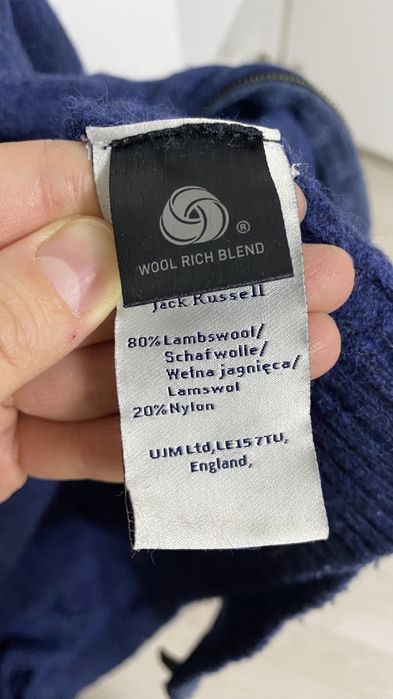 ®
WOOL RICH BLEND
Jack Russell
80% Lambswool/
Schafwolle/
Wełna jagnięca/
Lamswol
20% Nylon
UJM Ltd, LE15 7TU,
England,